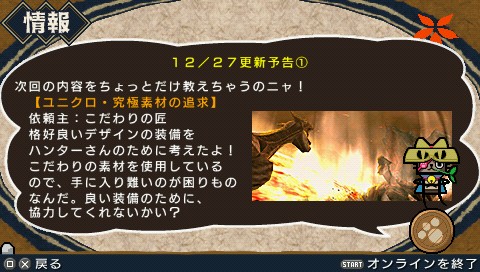 情報
12／27更新予告①
次回の内容をちょっとだけ教えちゃうのニャ！
【ユニクロ・究極素材の追求】
依頼主：こだわりの匠
格好良いデザインの装備を
ハンターさんのために考えたよ！
こだわりの素材を使用している
ので、手に入り難いのが困りもの
なんだ。良い装備のために、
協力してくれないかい？
戻る
START オンラインを終了